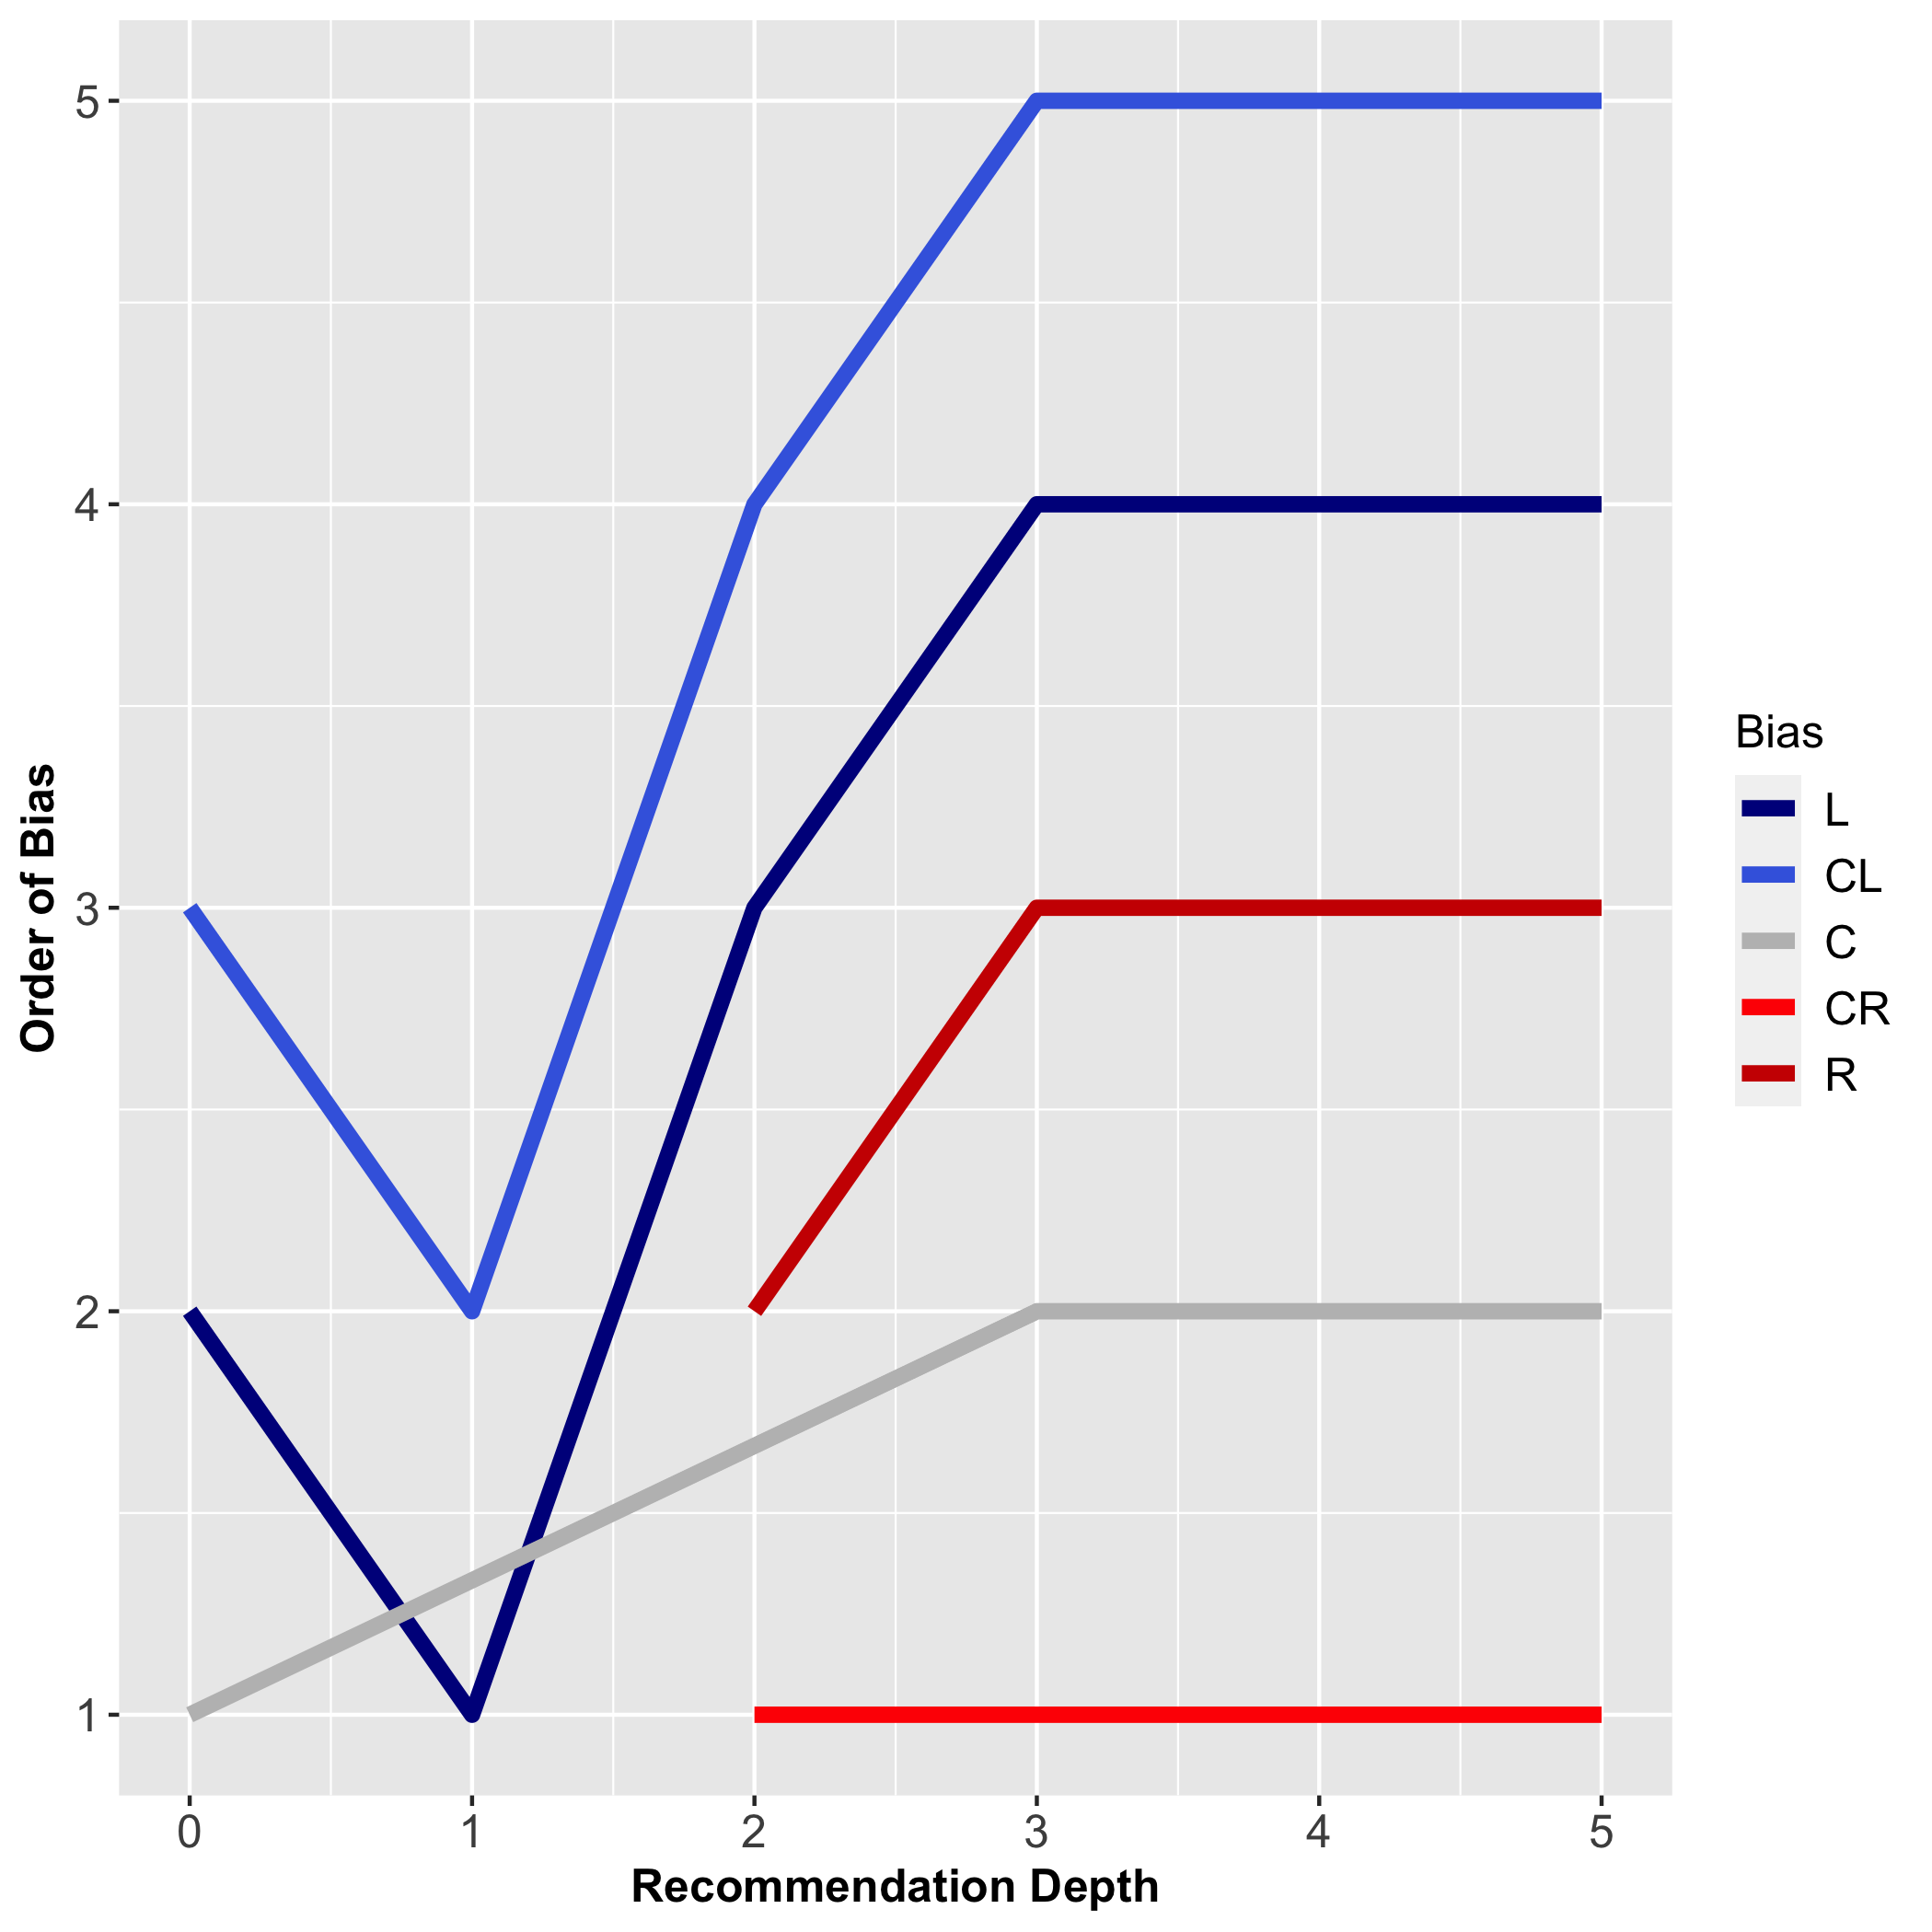 5
4
3
2
1
Order of Bias
0 1 2 3 4 5
Recommendation Depth
Bias
L
CL
C
CR
R